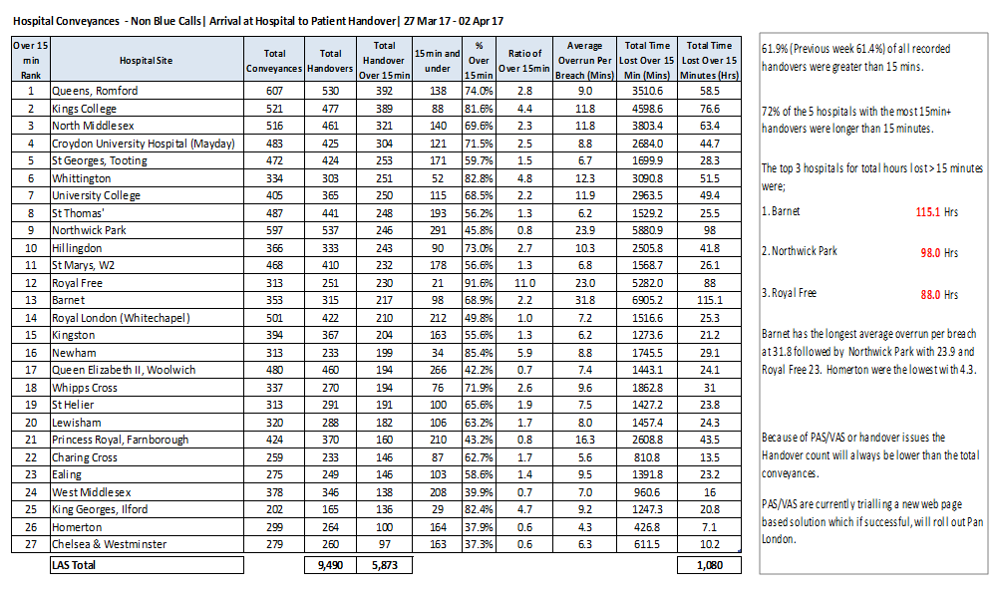 Hospital Conveyances - Non Blue Calls| Arrival at Hospital to Patient Handover| 27 Mar 17 - 02 Apr 17
Over 15 min Rank | Hospital Site | Total Conveyances | Total Handovers | Total Handover Over 15 min | 15 min and under | % Over 15 min | Ratio of Over 15min | Average Overrun Per Breach (Mins) | Total Time Lost Over 15 Min (Mins) | Total Time Lost Over 15 Minutes (Hrs)
1 Queens, Romford 607 530 392 138 74.0% 2.8 9.0 3510.6 58.5
2 Kings College 521 477 389 88 81.6% 4.4 11.8 4598.6 76.6
3 North Middlesex 516 461 321 140 69.6% 2.3 11.8 3803.4 63.4
4 Croydon University Hospital (Mayday) 483 425 304 121 71.5% 2.5 8.8 2684.0 44.7
5 St Georges, Tooting 472 424 253 171 59.7% 1.5 6.7 1699.9 28.3
6 Whittington 334 303 251 52 82.8% 4.8 12.3 3090.8 51.5
7 University College 405 365 250 115 68.5% 2.2 11.9 2963.5 49.4
8 St Thomas' 487 441 248 193 56.2% 1.3 6.2 1529.2 25.5
9 Northwick Park 597 537 246 291 45.8% 0.8 23.9 5880.9 98
10 Hillingdon 366 333 243 90 73.0% 2.7 10.3 2505.8 41.8
11 St Marys, W2 468 410 232 178 56.6% 1.3 6.8 1568.7 26.1
12 Royal Free 313 251 230 21 91.6% 11.0 23.0 5282.0 88
13 Barnet 353 315 217 98 68.9% 2.2 31.8 6905.2 115.1
14 Royal London (Whitechapel) 501 422 210 212 49.8% 1.0 7.2 1516.6 25.3
15 Kingston 394 367 204 163 55.6% 1.3 6.2 1273.6 21.2
16 Newham 313 233 199 34 85.4% 5.9 8.8 1745.5 29.1
17 Queen Elizabeth II, Woolwich 480 460 194 266 42.2% 0.7 7.4 1443.1 24.1
18 Whipps Cross 337 270 194 76 71.9% 2.6 9.6 1862.8 31
19 St Helier 313 291 191 100 65.6% 1.9 7.5 1427.2 23.8
20 Lewisham 320 288 182 106 63.2% 1.7 8.0 1457.4 24.3
21 Princess Royal, Farnborough 424 370 160 210 43.2% 0.8 16.3 2608.8 43.5
22 Charing Cross 259 233 146 87 62.7% 1.7 5.6 810.8 13.5
23 Ealing 275 249 146 103 58.6% 1.4 9.5 1391.8 23.2
24 West Middlesex 378 346 138 208 39.9% 0.7 7.0 960.6 16
25 King Georges, Ilford 202 165 136 29 82.4% 4.7 9.2 1247.3 20.8
26 Homerton 299 264 100 164 37.9% 0.6 4.3 426.8 7.1
27 Chelsea & Westminster 279 260 97 163 37.3% 0.6 6.3 611.5 10.2
LAS Total 9,490 5,873 1,080
61.9% (Previous week 61.4%) of all recorded
handovers were greater than 15 mins.
72% of the 5 hospitals with the most 15min+
handovers were longer than 15 minutes.
The top 3 hospitals for total hours lost > 15 minutes
were;
1. Barnet 115.1 Hrs
2. Northwick Park 98.0 Hrs
3. Royal Free 88.0 Hrs
Barnet has the longest average overrun per breach
at 31.8 followed by Northwick Park with 23.9 and
Royal Free 23. Homerton were the lowest with 4.3.
Because of PAS/VAS or handover issues the
Handover count will always be lower than the total
conveyances.
PAS/VAS are currently trialling a new web page
based solution which if successful, will roll out Pan
London.